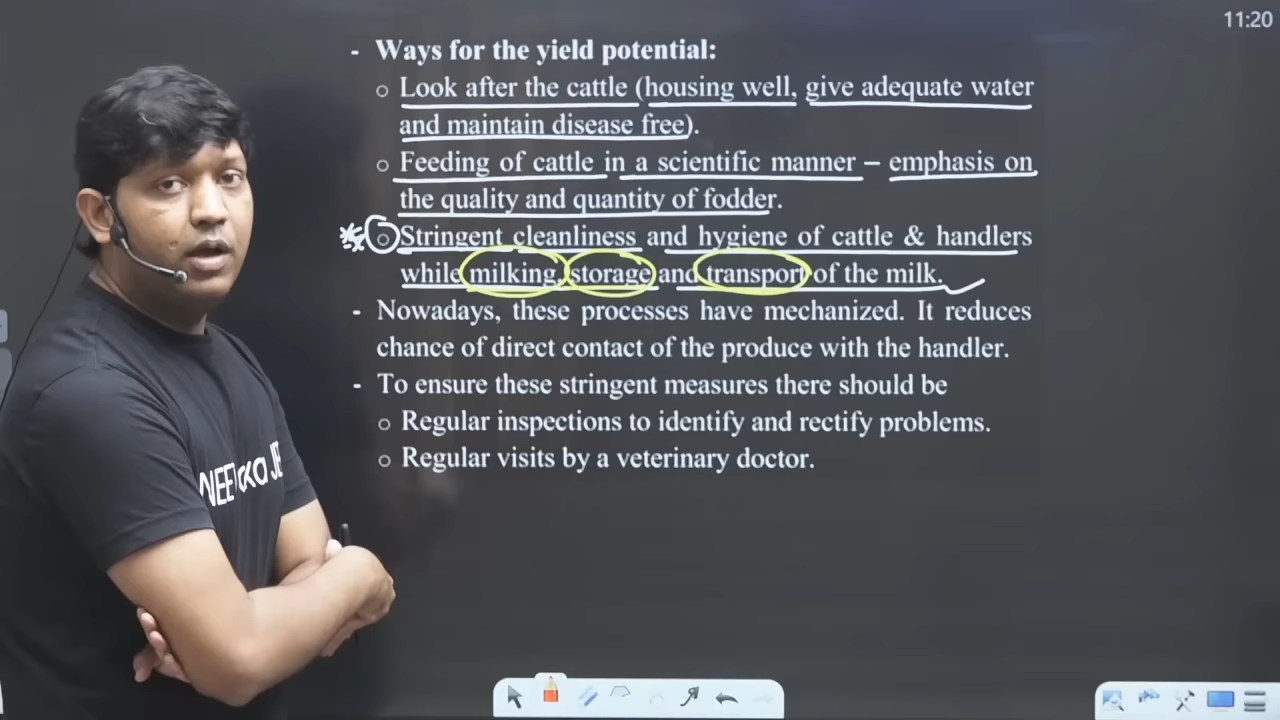 11:20
- Ways for the yield potential:
o Look after the cattle (housing well, give adequate water
and maintain disease free).
o Feeding of cattle in a scientific manner – emphasis on
the quality and quantity of fodder.
o Stringent cleanliness and hygiene of cattle & handlers
while milking, storage and transport of the milk.
- Nowadays, these processes have mechanized. It reduces
chance of direct contact of the produce with the handler.
- To ensure these stringent measures there should be
o Regular inspections to identify and rectify problems.
o Regular visits by a veterinary doctor.
NEET kaJEE